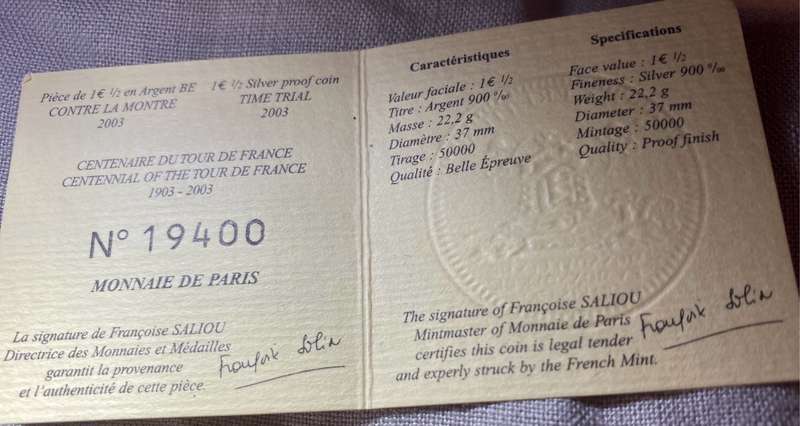 Pièce de 1€ ½ en Argent BE
CONTRE LA MONTRE
2003
1€ ½ Silver proof coin
TIME TRIAL
2003
CENTENAIRE DU TOUR DE FRANCE
CENTENNIAL OF THE TOUR DE FRANCE
1903 - 2003
N° 19400
MONNAIE DE PARIS
La signature de Françoise SALIOU
Directrice des Monnaies et Médailles
garantit la provenance
et l'authenticité de cette pièce.
Caractéristiques
Valeur faciale : 1€ ½
Titre : Argent 900 ‰
Masse : 22,2 g
Diamètre : 37 mm
Tirage : 50000
Qualité : Belle Épreuve
Specifications
Face value : 1€ ½
Fineness : Silver 900 ‰
Weight : 22,2 g
Diameter : 37 mm
Mintage : 50000
Quality : Proof finish
The signature of Françoise SALIOU
Mintmaster of Monnaie de Paris
certifies this coin is legal tender
and experly struck by the French Mint.